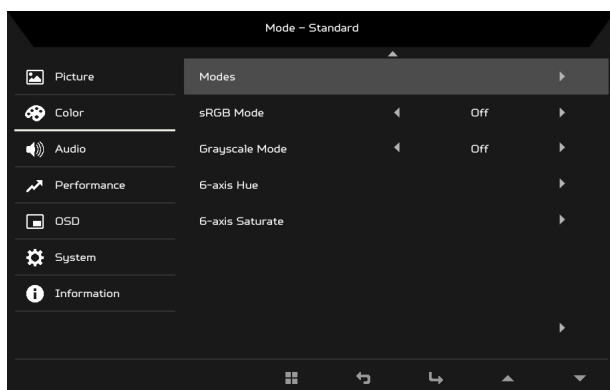 Mode – Standard
Picture
Modes
Color
sRGB Mode
Off
Audio
Grayscale Mode
Off
Performance
6-axis Hue
OSD
6-axis Saturate
System
Information